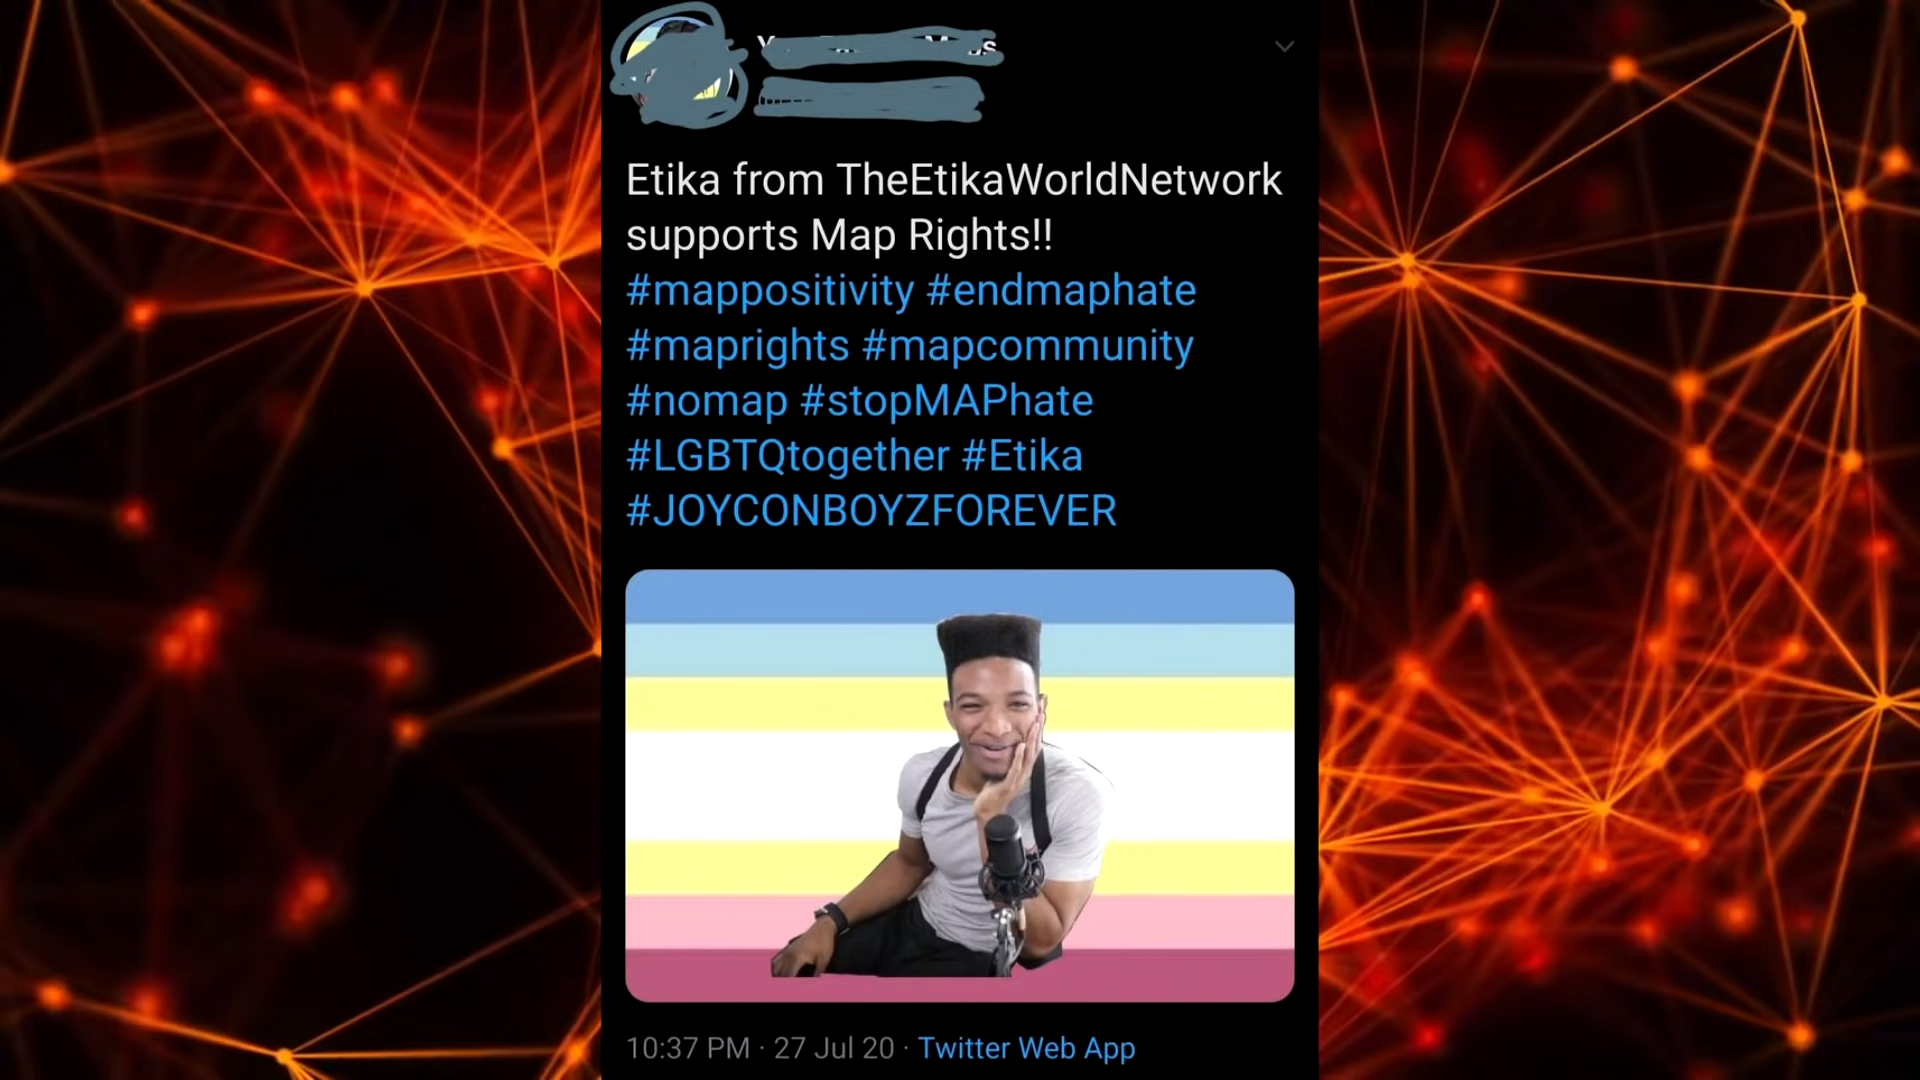 Etika from TheEtikaWorldNetwork
supports Map Rights!!
#mappositivity #endmaphate
#maprights #mapcommunity
#nomap #stopMAPhate
#LGBTQtogether #Etika
#JOYCONBOYZFOREVER
10:37 PM · 27 Jul 20 · Twitter Web App